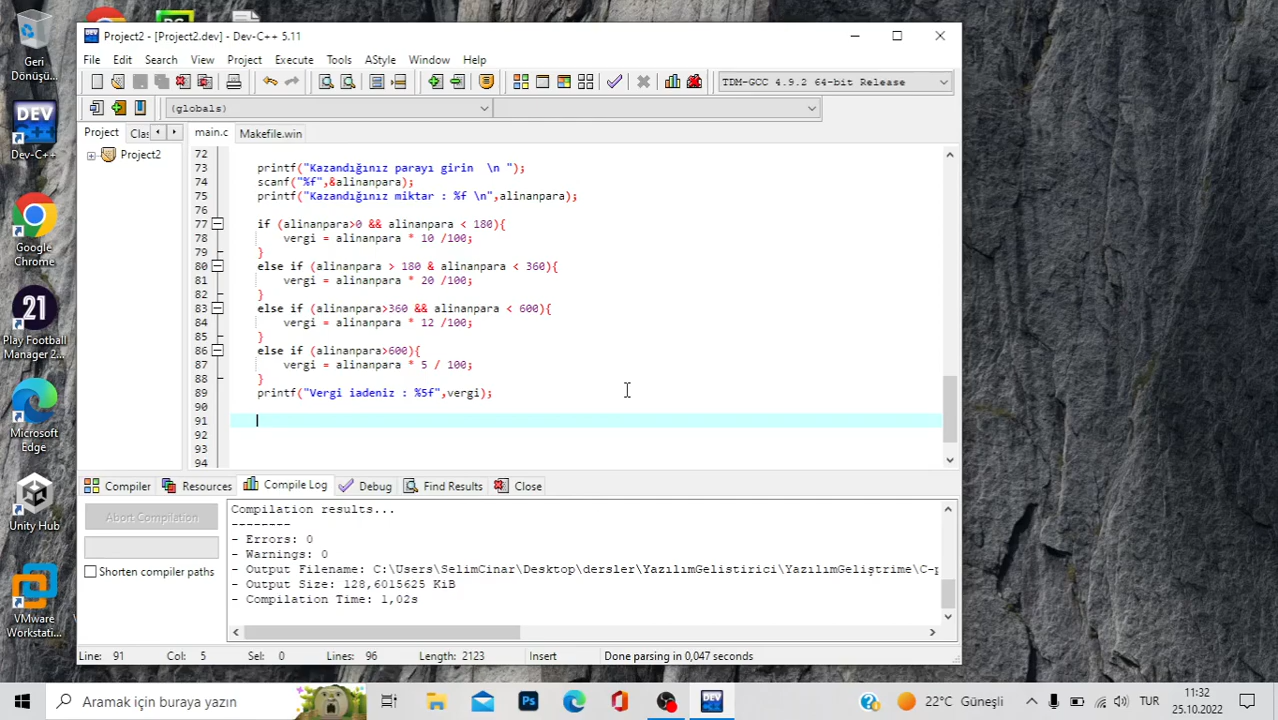 Geri
Dönüşü...
Dev-C++
Google
Chrome
21
Play Football
Manager 2...
Microsoft
Edge
Unity Hub
VMware
Workstati...
DEV
C++
Project2 - [Project2.dev] - Dev-C++ 5.11
File Edit Search View Project Execute Tools AStyle Window Help
TDM-GCC 4.9.2 64-bit Release
(globals)
Project Clas main.c Makefile.win
Project2
72
73 printf("Kazandığınız parayı girin  \n ");
74 scanf("%f",&alinanpara);
75 printf("Kazandığınız miktar : %f \n",alinanpara);
76
77 if (alinanpara>0 && alinanpara < 180){
78 vergi = alinanpara * 10 /100;
79 }
80 else if (alinanpara > 180 & alinanpara < 360){
81 vergi = alinanpara * 20 /100;
82 }
83 else if (alinanpara>360 && alinanpara < 600){
84 vergi = alinanpara * 12 /100;
85 }
86 else if (alinanpara>600){
87 vergi = alinanpara * 5 / 100;
88 }
89 printf("Vergi iadeniz : %5f",vergi);
90
91
92
93
94
Compiler Resources Compile Log Debug Find Results Close
Abort Compilation
Shorten compiler paths
Compilation results...
--------
- Errors: 0
- Warnings: 0
- Output Filename: C:\Users\SelimCinar\Desktop\dersler\YazılımGelistirici\YazılımGeliştrime\C-p
- Output Size: 128,6015625 KiB
- Compilation Time: 1,02s
Line: 91 Col: 5 Sel: 0 Lines: 96 Length: 2123 Insert Done parsing in 0,047 seconds
Aramak için buraya yazın
Ps
DEV
22°C Güneşli
TUR
11:32
25.10.2022